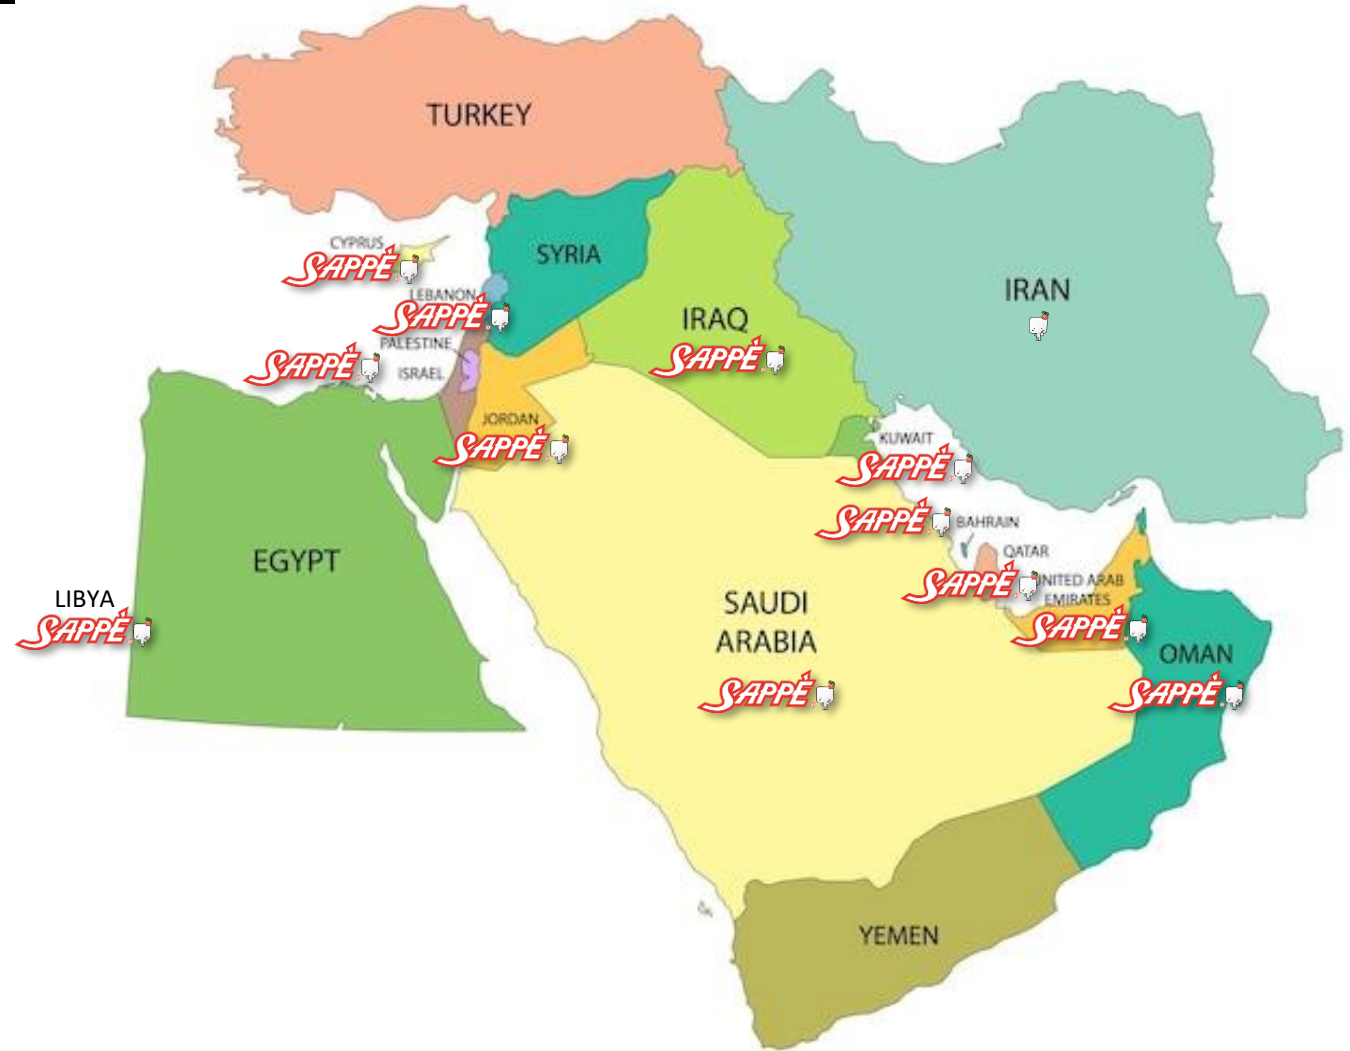 TURKEY
SYRIA
CYPRUS
SAPPÉ
IRAN
LEBANON
SAPPÉ
IRAQ
SAPPÉ
PALESTINE
SAPPÉ
ISRAEL
JORDAN
SAPPÉ
KUWAIT
SAPPÉ
SAPPÉ
BAHRAIN
QATAR
SAPPÉ
UNITED ARAB
EMIRATES
SAPPÉ
EGYPT
LIBYA
SAPPÉ
SAUDI
ARABIA
SAPPÉ
OMAN
SAPPÉ
YEMEN